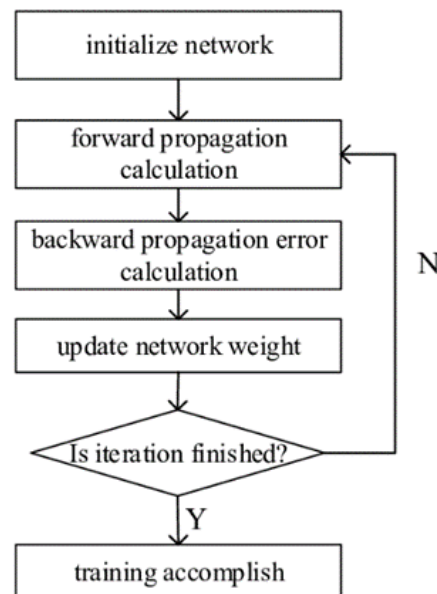 initialize network
forward propagation
calculation
backward propagation error
calculation
N
update network weight
Is iteration finished?
Y
training accomplish